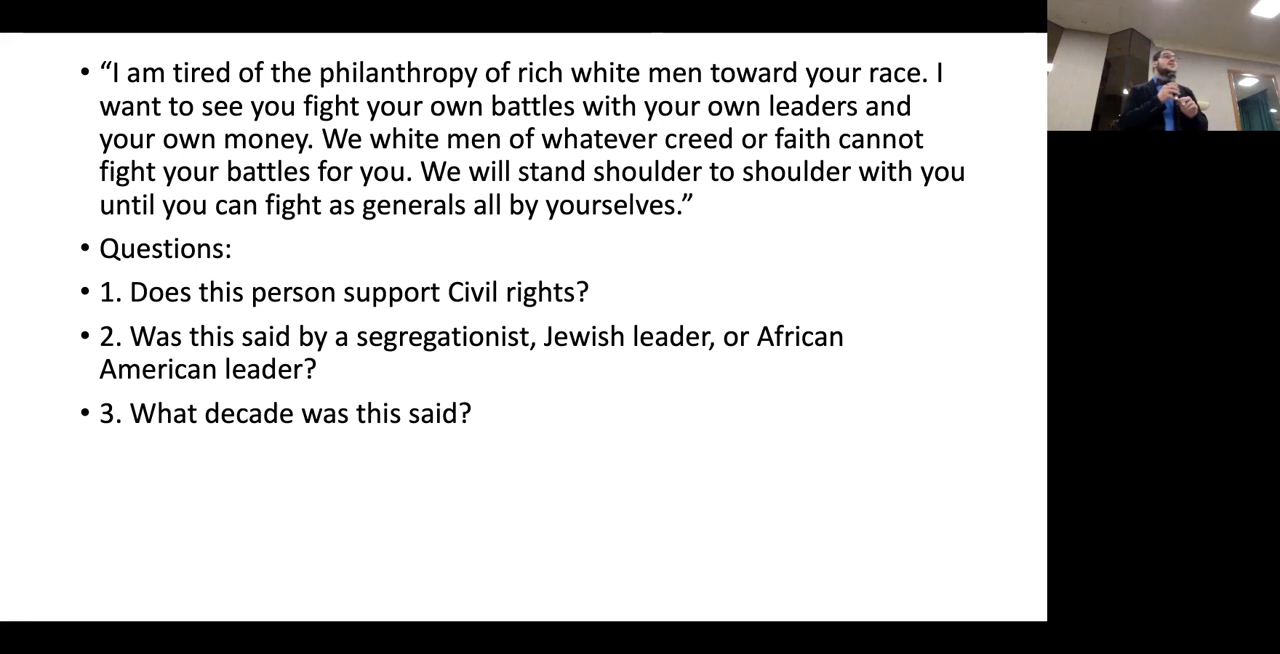 • “I am tired of the philanthropy of rich white men toward your race. I
want to see you fight your own battles with your own leaders and
your own money. We white men of whatever creed or faith cannot
fight your battles for you. We will stand shoulder to shoulder with you
until you can fight as generals all by yourselves.”
• Questions:
• 1. Does this person support Civil rights?
• 2. Was this said by a segregationist, Jewish leader, or African
American leader?
• 3. What decade was this said?